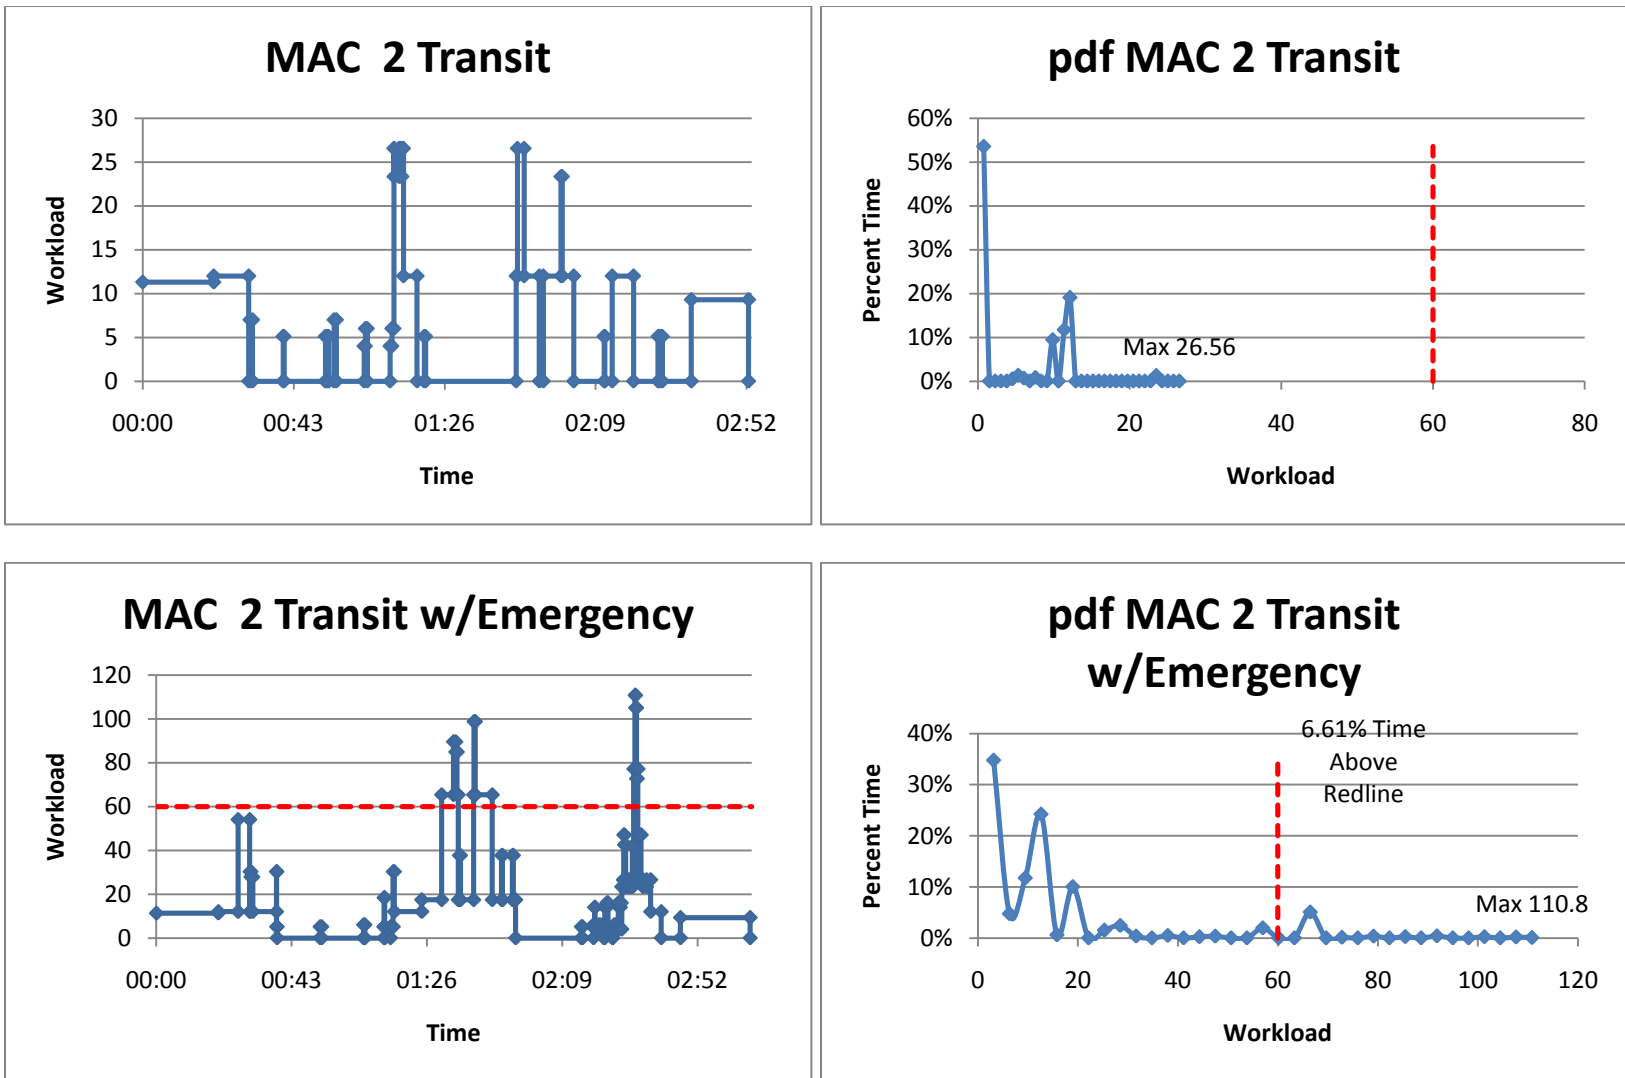 MAC  2 Transit
30
25
20
15
10
5
0
Workload
00:00 00:43 01:26 02:09 02:52
Time
pdf MAC 2 Transit
60%
50%
40%
30%
20%
10%
0%
Percent Time
Max 26.56
0 20 40 60 80
Workload
MAC  2 Transit w/Emergency
120
100
80
60
40
20
0
Workload
00:00 00:43 01:26 02:09 02:52
Time
pdf MAC 2 Transit
w/Emergency
40%
30%
20%
10%
0%
Percent Time
6.61% Time
Above
Redline
Max 110.8
0 20 40 60 80 100 120
Workload